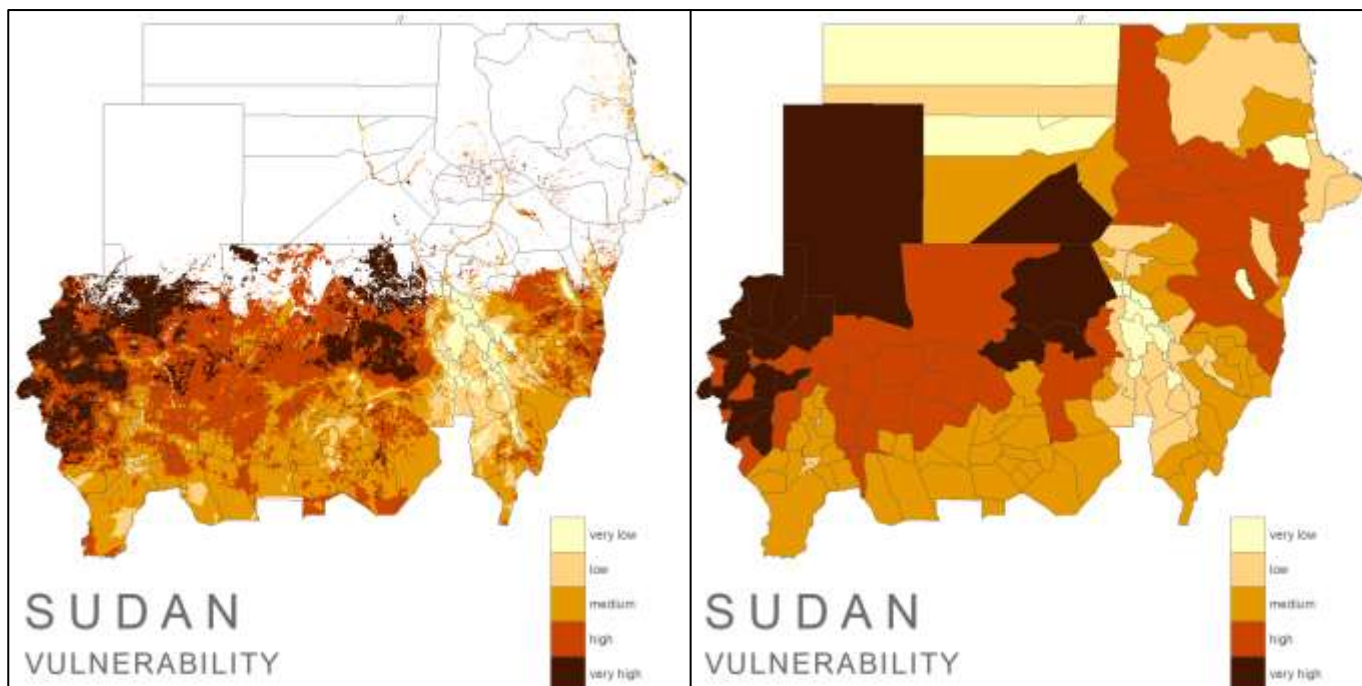 very low
low
medium
high
very high
SUDAN
VULNERABILITY
very low
low
medium
high
very high
SUDAN
VULNERABILITY